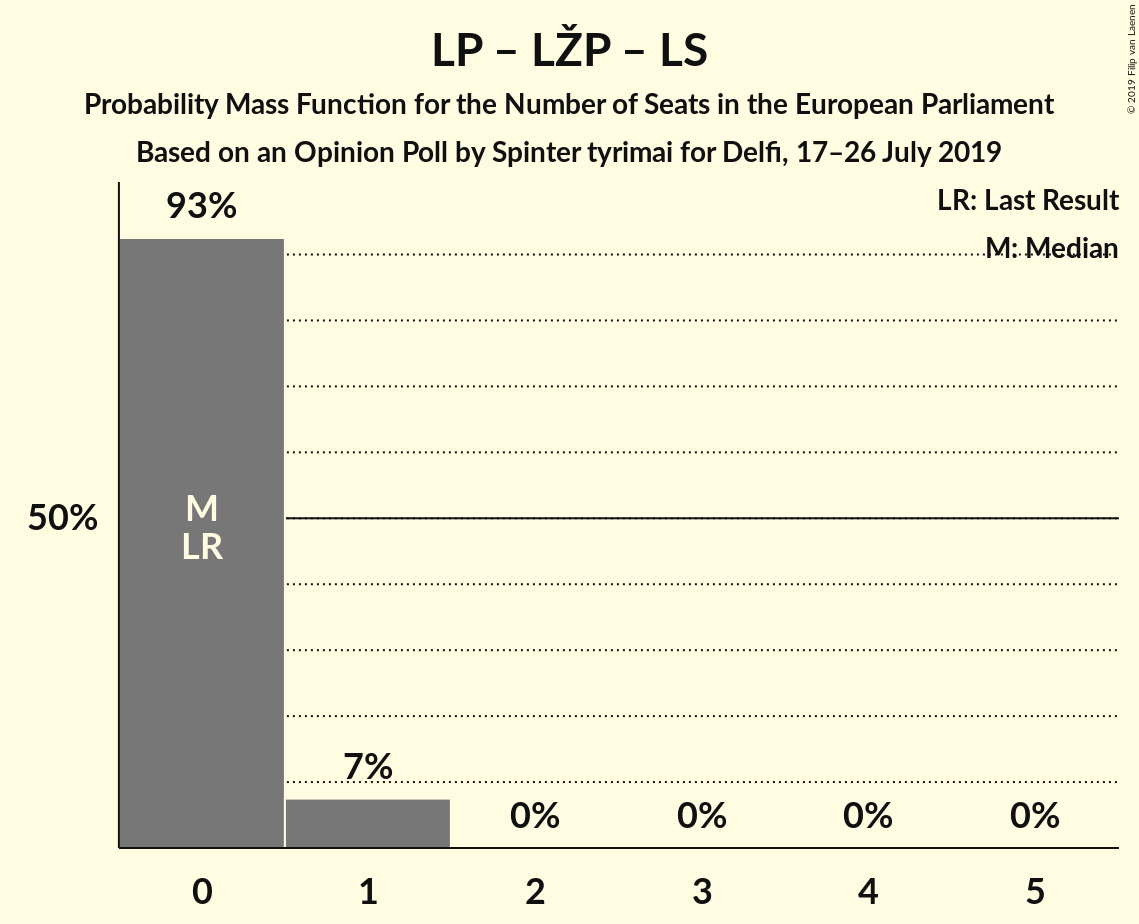 LP – LŽP – LS
Probability Mass Function for the Number of Seats in the European Parliament
Based on an Opinion Poll by Spinter tyrimai for Delfi, 17–26 July 2019
© 2019 Filip van Laenen
LR: Last Result
M: Median
93%
50%
M
LR
7%
0%
0%
0%
0%
0
1
2
3
4
5